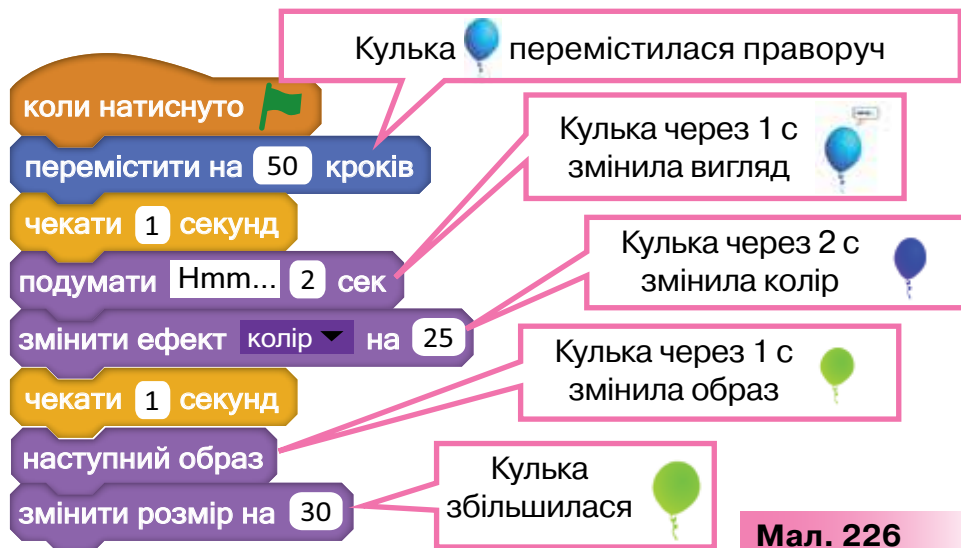 Кулька перемістилася праворуч
коли натиснуто
перемістити на 50 кроків
Кулька через 1 с
змінила вигляд
чекати 1 секунд
подумати Hmm... 2 сек
Кулька через 2 с
змінила колір
змінити ефект колір на 25
Кулька через 1 с
змінила образ
чекати 1 секунд
наступний образ
Кулька
збільшилася
змінити розмір на 30
Мал. 226